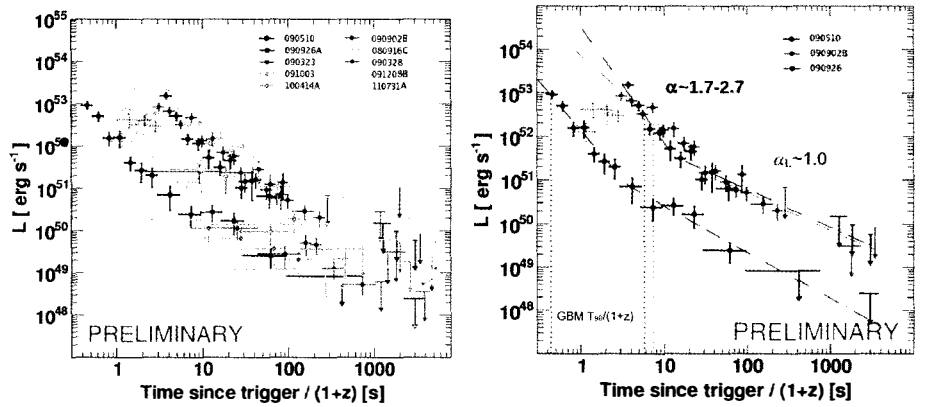 10^55
10^54
10^53
10^52
10^51
10^50
10^49
10^48
L [ erg s^-1 ]
090510
090926A
090323
091003
100414A
090902B
080916C
090328
091208B
110731A
PRELIMINARY
1 10 100 1000
Time since trigger / (1+z) [s]
10^54
10^53
10^52
10^51
10^50
10^49
10^48
L [ erg s^-1 ]
090510
090902B
090926
α~1.7-2.7
α_L~1.0
GBM T_90/(1+z)
PRELIMINARY
1 10 100 1000
Time since trigger / (1+z) [s]